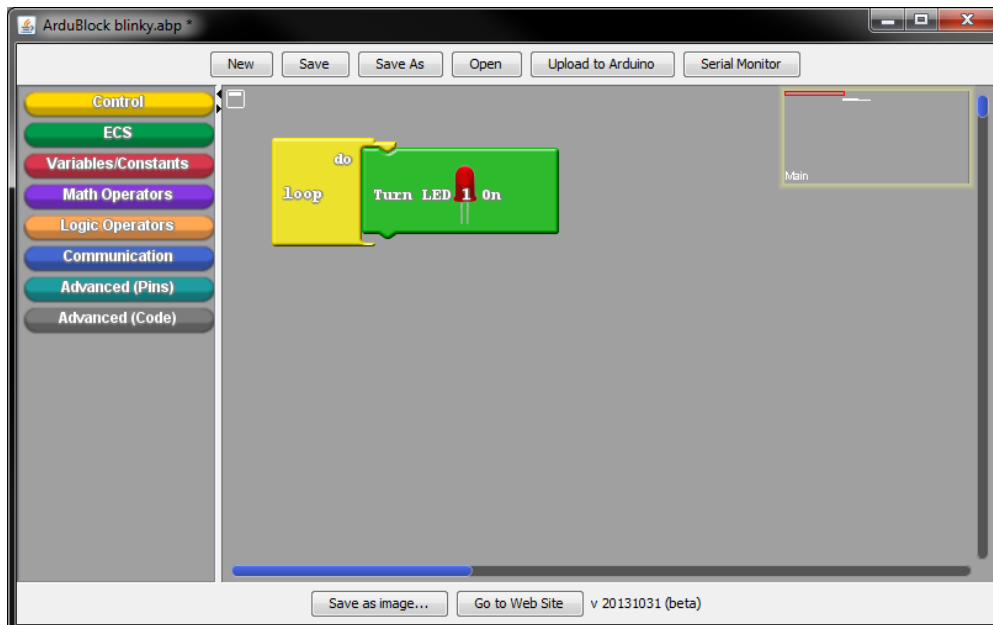 ArduBlock blinky.abp *
New Save Save As Open Upload to Arduino Serial Monitor
Control
ECS
Variables/Constants
Math Operators
Logic Operators
Communication
Advanced (Pins)
Advanced (Code)
do
loop
Turn LED 1 On
Main
Save as image... Go to Web Site v 20131031 (beta)